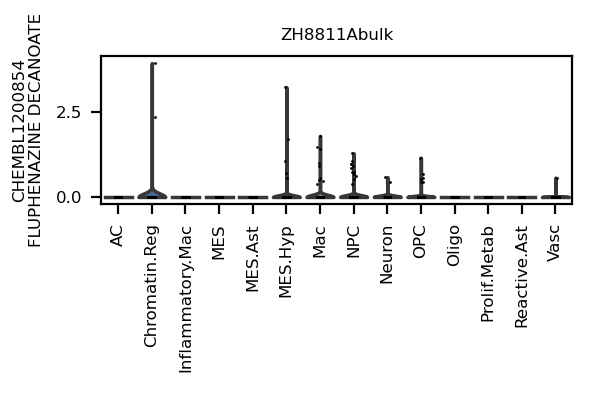 ZH8811Abulk
CHEMBL1200854
FLUPHENAZINE DECANOATE
2.5
0.0
AC
Chromatin.Reg
Inflammatory.Mac
MES
MES.Ast
MES.Hyp
Mac
NPC
Neuron
OPC
Oligo
Prolif.Metab
Reactive.Ast
Vasc